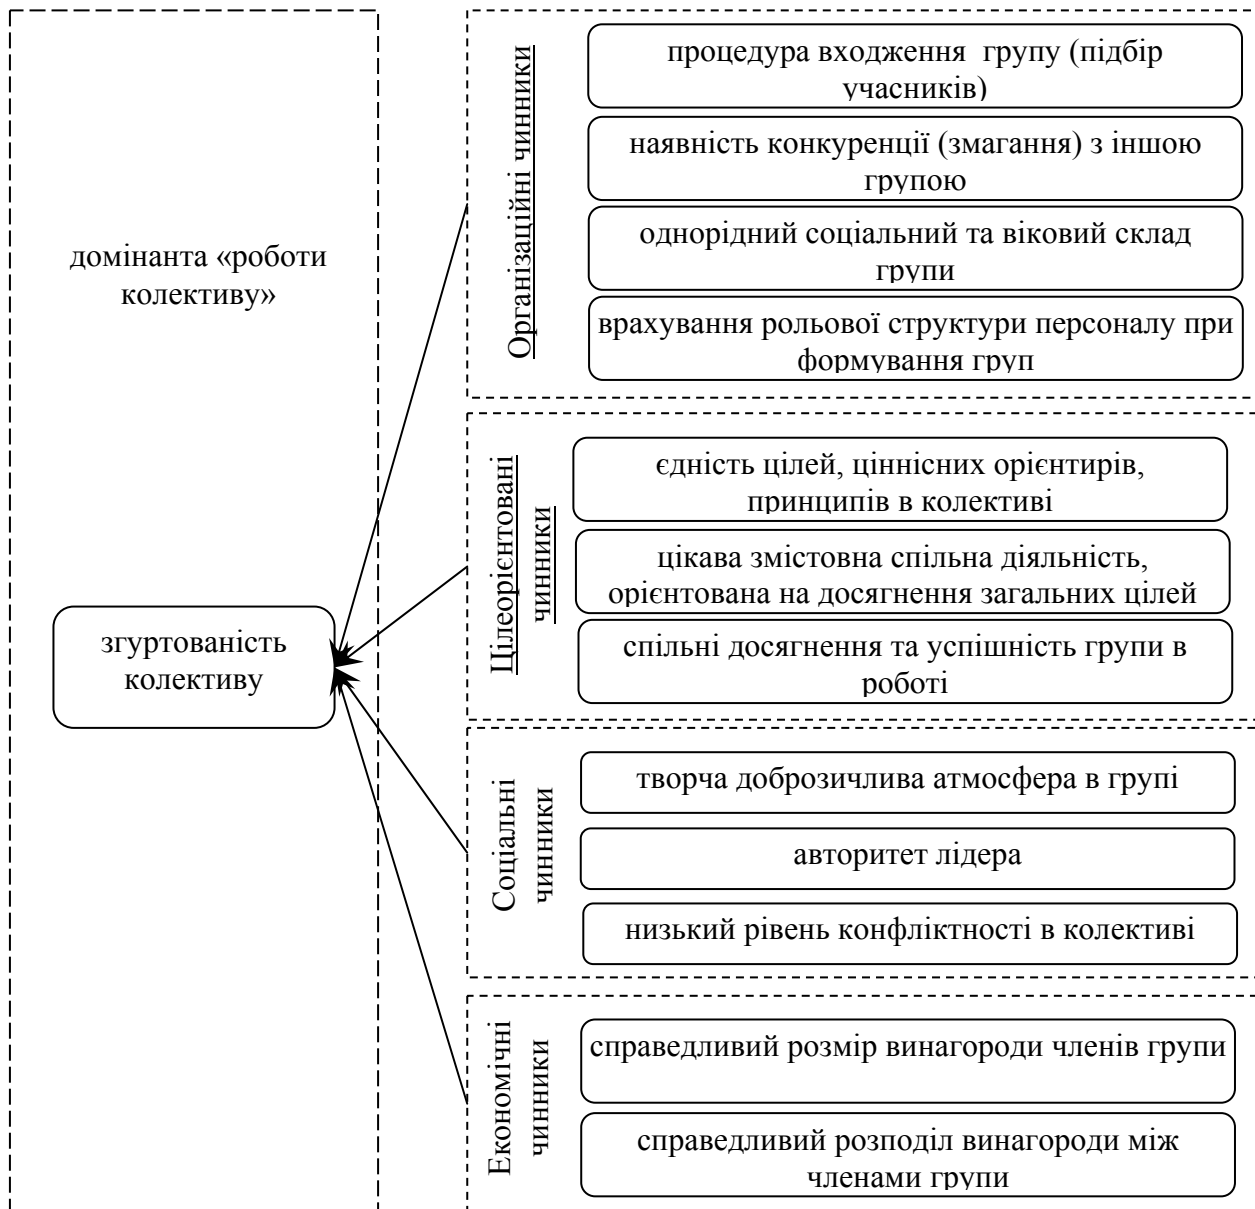 домінанта «роботи
колективу»
згуртованість
колективу
Організаційні чинники
процедура входження групу (підбір
учасників)
наявність конкуренції (змагання) з іншою
групою
однорідний соціальний та віковий склад
групи
врахування рольової структури персоналу при
формування груп
Цілеорієнтовані
чинники
єдність цілей, ціннісних орієнтирів,
принципів в колективі
цікава змістовна спільна діяльність,
орієнтована на досягнення загальних цілей
спільні досягнення та успішність групи в
роботі
Соціальні
чинники
творча доброзичлива атмосфера в групі
авторитет лідера
низький рівень конфліктності в колективі
Економічні
чинники
справедливий розмір винагороди членів групи
справедливий розподіл винагороди між
членами групи